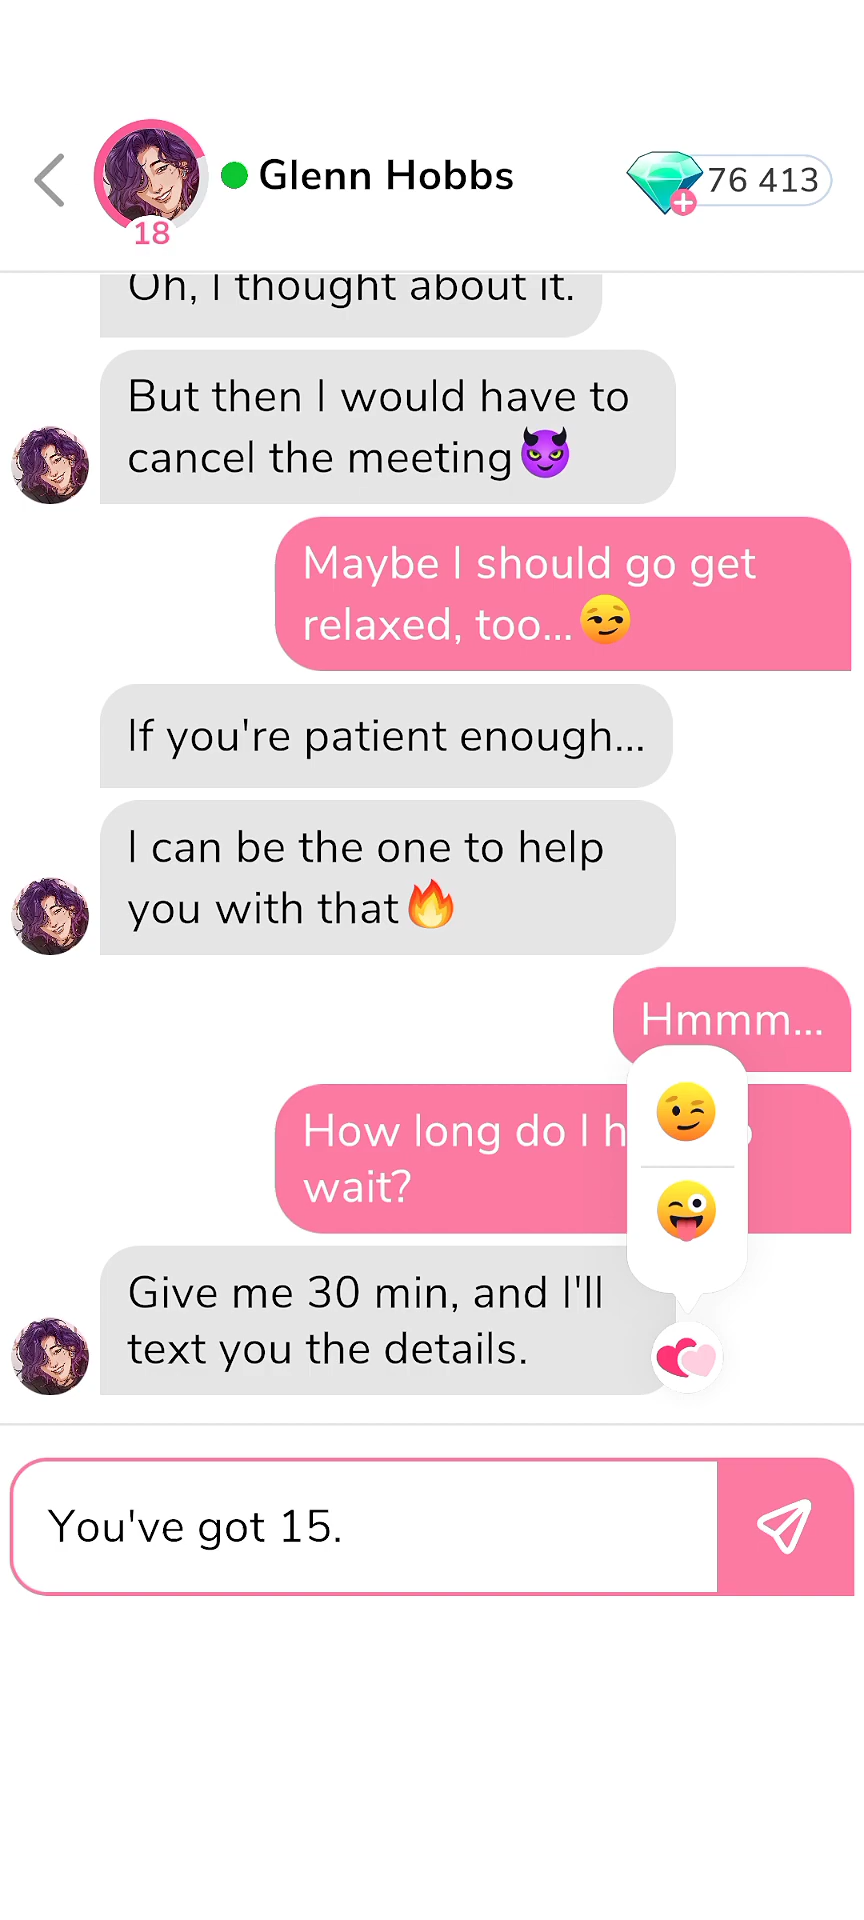 Glenn Hobbs
76 413
18
Oh, I thought about it.
But then I would have to
cancel the meeting😈
Maybe I should go get
relaxed, too...😏
If you're patient enough...
I can be the one to help
you with that🔥
Hmmm...
How long do I
wait?
Give me 30 min, and I'll
text you the details.
You've got 15.